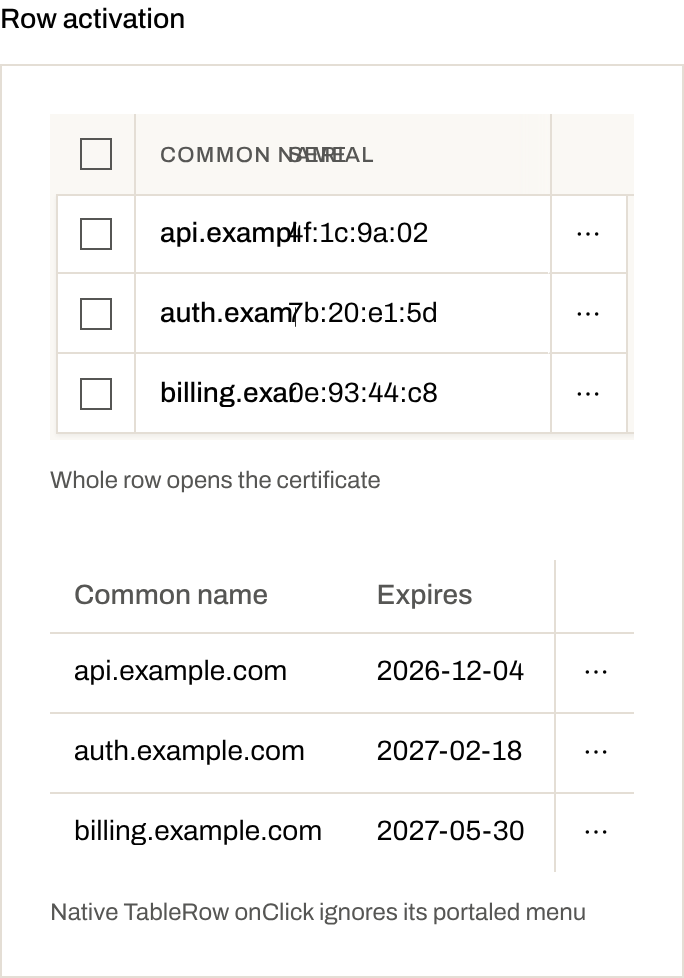 Row activation
COMMON NAME SERIAL
4f:1c:9a:02 ···
7b:20:e1:5d ···
0e:93:44:c8 ···
Whole row opens the certificate
Common name Expires
api.example.com 2026-12-04 ···
auth.example.com 2027-02-18 ···
billing.example.com 2027-05-30 ···
Native TableRow onClick ignores its portaled menu